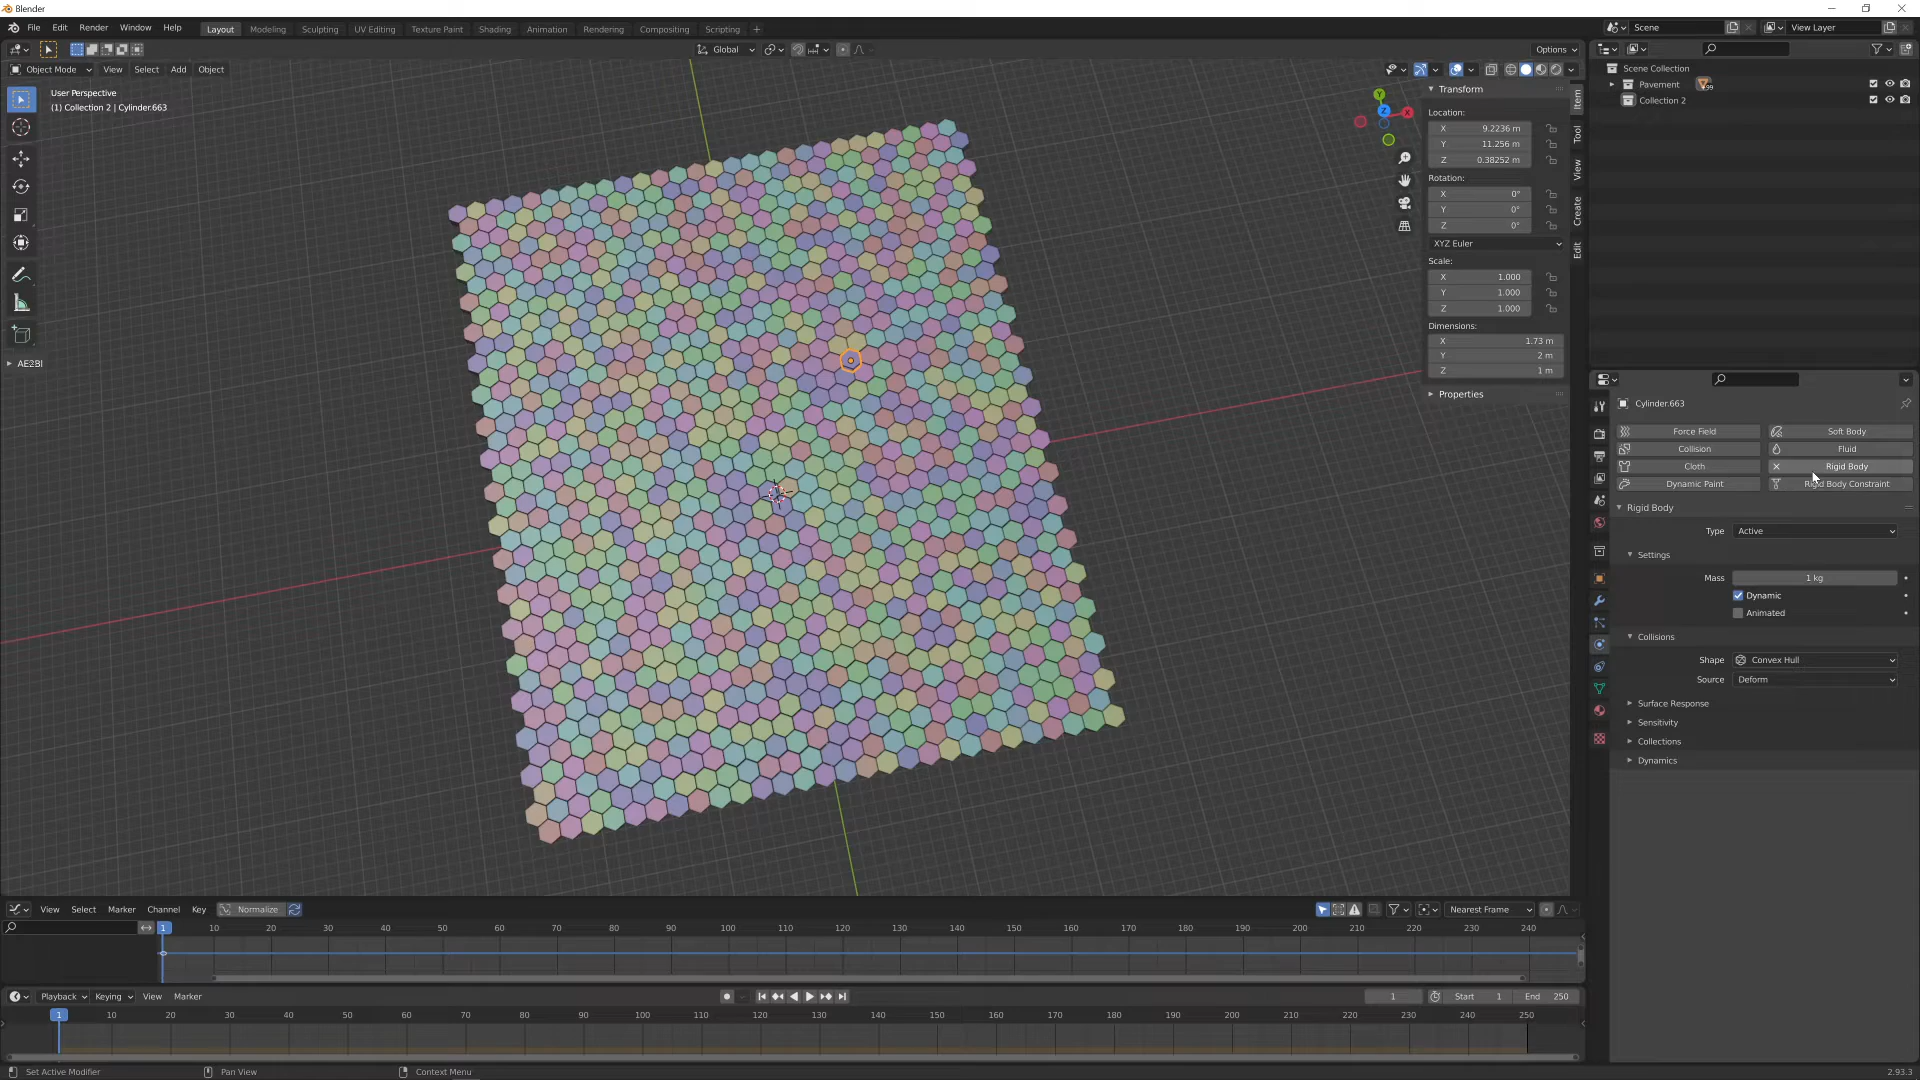 Blender
File Edit Render Window Help
Layout Modeling Sculpting UV Editing Texture Paint Shading Animation Rendering Compositing Scripting +
Scene
View Layer
Global
Options
Object Mode View Select Add Object
User Perspective
(1) Collection 2 | Cylinder.663
AE2Bl
Y
X
Z
Transform
Location:
X 9.2236 m
Y 11.256 m
Z 0.38252 m
Rotation:
X 0°
Y 0°
Z 0°
XYZ Euler
Scale:
X 1.000
Y 1.000
Z 1.000
Dimensions:
X 1.73 m
Y 2 m
Z 1 m
Properties
Item
Tool
View
Create
Edit
Scene Collection
Pavement
Collection 2
Cylinder.663
Force Field Soft Body
Collision Fluid
Cloth Rigid Body
Dynamic Paint Rigid Body Constraint
Rigid Body
Type Active
Settings
Mass 1 kg
Dynamic
Animated
Collisions
Shape Convex Hull
Source Deform
Surface Response
Sensitivity
Collections
Dynamics
View Select Marker Channel Key Normalize
Nearest Frame
1 10 20 30 40 50 60 70 80 90 100 110 120 130 140 150 160 170 180 190 200 210 220 230 240
Playback Keying View Marker
1 Start 1 End 250
1 10 20 30 40 50 60 70 80 90 100 110 120 130 140 150 160 170 180 190 200 210 220 230 240 250
Set Active Modifier Pan View Context Menu 2.93.3